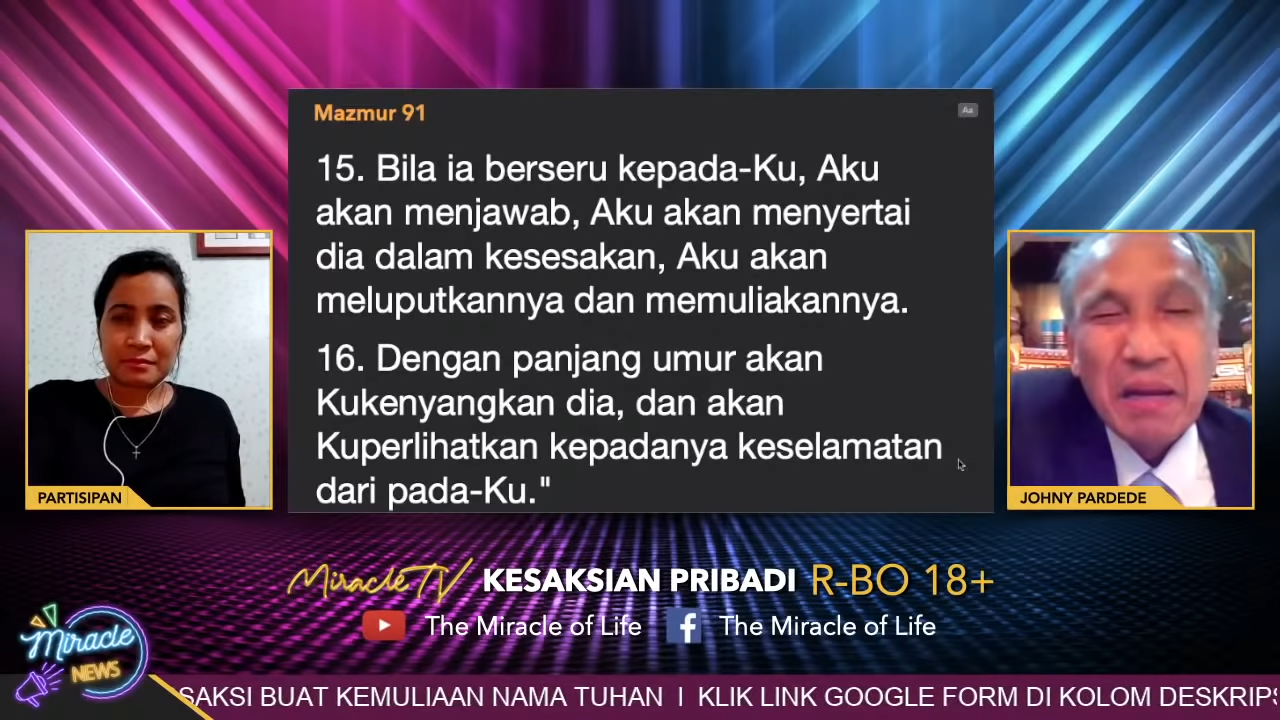 Mazmur 91
Aa
15. Bila ia berseru kepada-Ku, Aku
akan menjawab, Aku akan menyertai
dia dalam kesesakan, Aku akan
meluputkannya dan memuliakannya.
16. Dengan panjang umur akan
Kukenyangkan dia, dan akan
Kuperlihatkan kepadanya keselamatan
dari pada-Ku."
PARTISIPAN
JOHNY PARDEDE
MiracleTV KESAKSIAN PRIBADI R-BO 18+
The Miracle of Life f The Miracle of Life
Miracle
NEWS
SAKSI BUAT KEMULIAAN NAMA TUHAN I KLIK LINK GOOGLE FORM DI KOLOM DESKRIPS